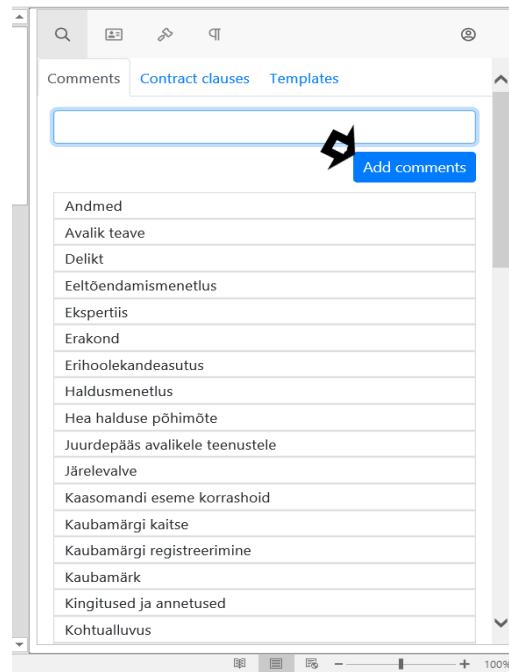 Comments Contract clauses Templates
Add comments
Andmed
Avalik teave
Delikt
Eeltõendamismenetlus
Ekspertiis
Erakond
Erihoolekandeasutus
Haldusmenetlus
Hea halduse põhimõte
Juurdepääs avalikele teenustele
Järelevalve
Kaasomandi eseme korrashoid
Kaubamärgi kaitse
Kaubamärgi registreerimine
Kaubamärk
Kingitused ja annetused
Kohtualluvus
100%